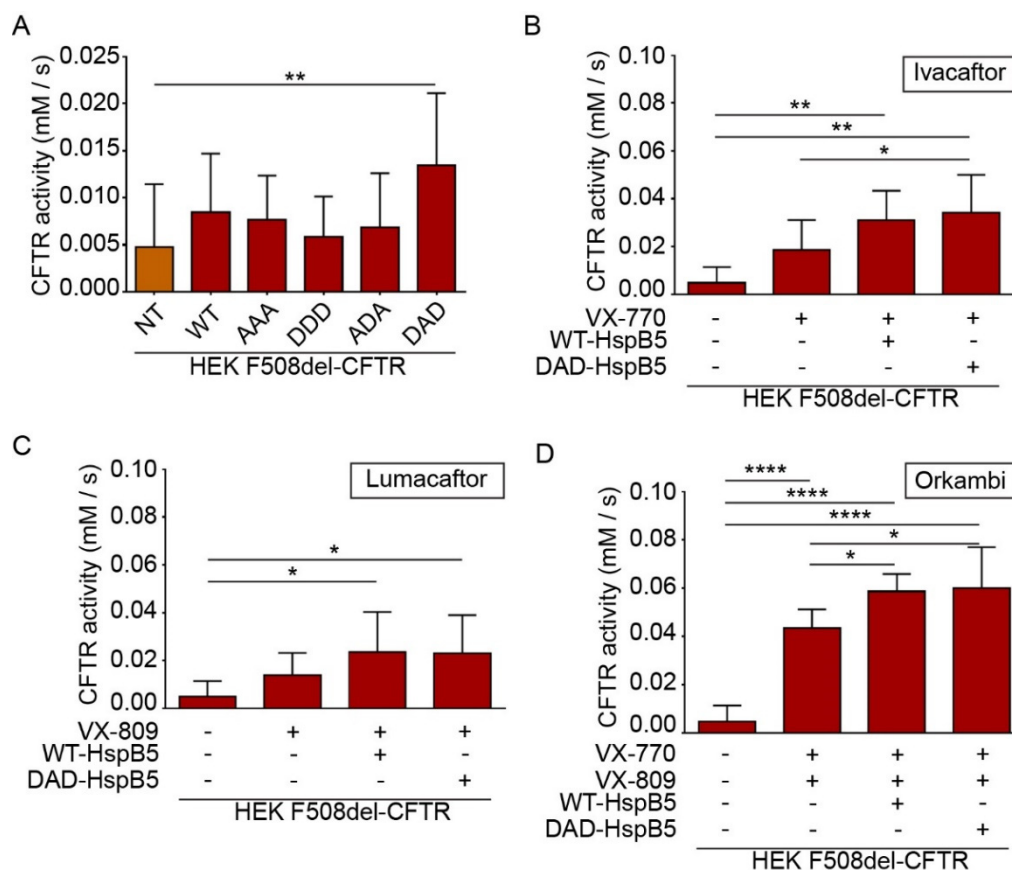 A
CFTR activity (mM / s)
0.025
0.020
0.015
0.010
0.005
0.000
**
NT WT AAA DDD ADA DAD
HEK F508del-CFTR
B
Ivacaftor
CFTR activity (mM / s)
0.10
0.08
0.06
0.04
0.02
0.00
**
**
*
VX-770 - + + +
WT-HspB5 - - + -
DAD-HspB5 - - - +
HEK F508del-CFTR
C
Lumacaftor
CFTR activity (mM / s)
0.10
0.08
0.06
0.04
0.02
0.00
*
*
VX-809 - + + +
WT-HspB5 - - + -
DAD-HspB5 - - - +
HEK F508del-CFTR
D
Orkambi
CFTR activity (mM / s)
0.10
0.08
0.06
0.04
0.02
0.00
****
****
****
*
*
VX-770 - + + +
VX-809 - + + +
WT-HspB5 - - + -
DAD-HspB5 - - - +
HEK F508del-CFTR